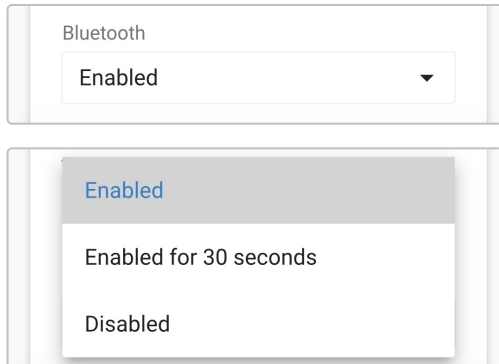 Bluetooth
Enabled
Enabled
Enabled for 30 seconds
Disabled